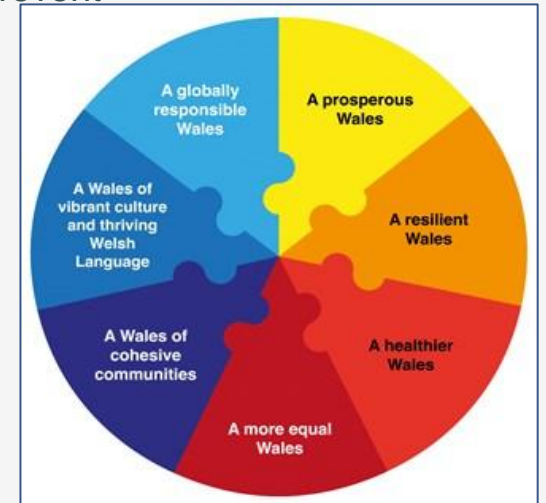 A globally
responsible
Wales
A prosperous
Wales
A resilient
Wales
A healthier
Wales
A more equal
Wales
A Wales of
cohesive
communities
A Wales of
vibrant culture
and thriving
Welsh
Language